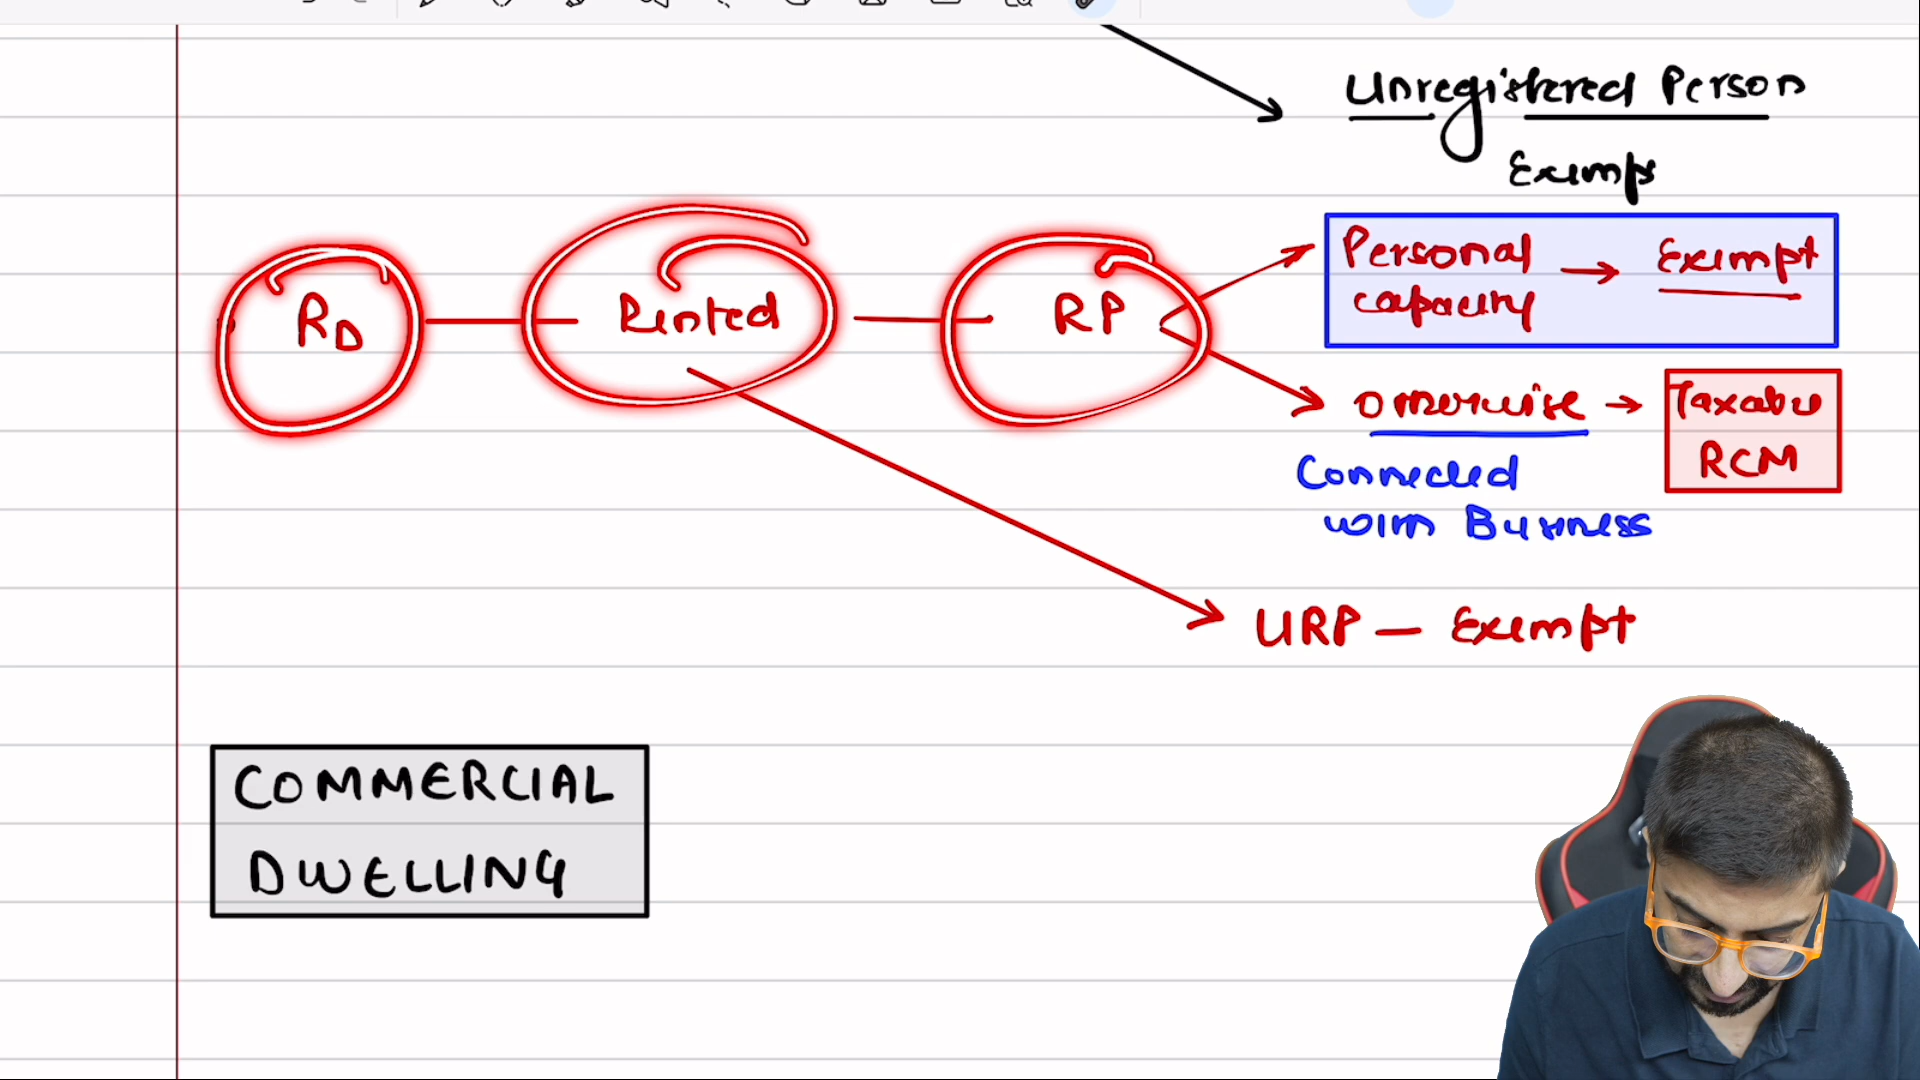 Unregistered Person
Exempt
RD — Rented — RP
Personal capacity → Exempt
Otherwise → Taxable
RCM
Connected
with Business
URP — Exempt
COMMERCIAL
DWELLING